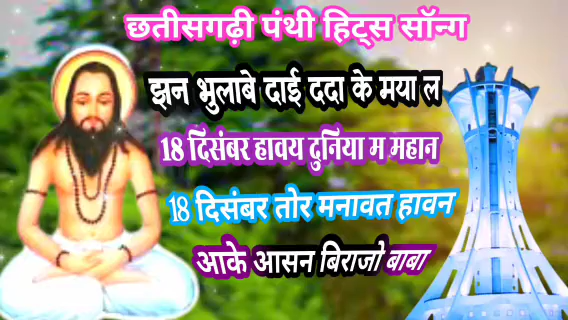 छतीसगढ़ी पंथी हिट्स सॉन्ग
झन भुलाबे दाई ददा के मया ल
18 दिसंबर हावय दुनिया म महान
18 दिसंबर तोर मनावत हावन
आके आसन बिराजो बाबा